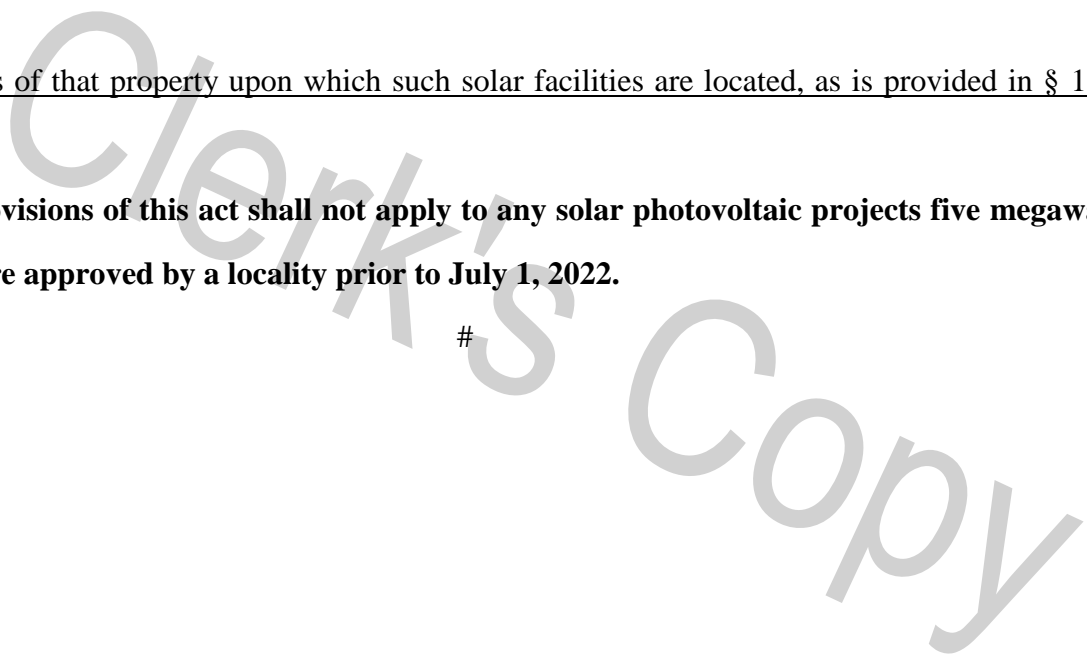 s of that property upon which such solar facilities are located, as is provided in § 1
visions of this act shall not apply to any solar photovoltaic projects five megaw
re approved by a locality prior to July 1, 2022.
#
Clerk's Copy